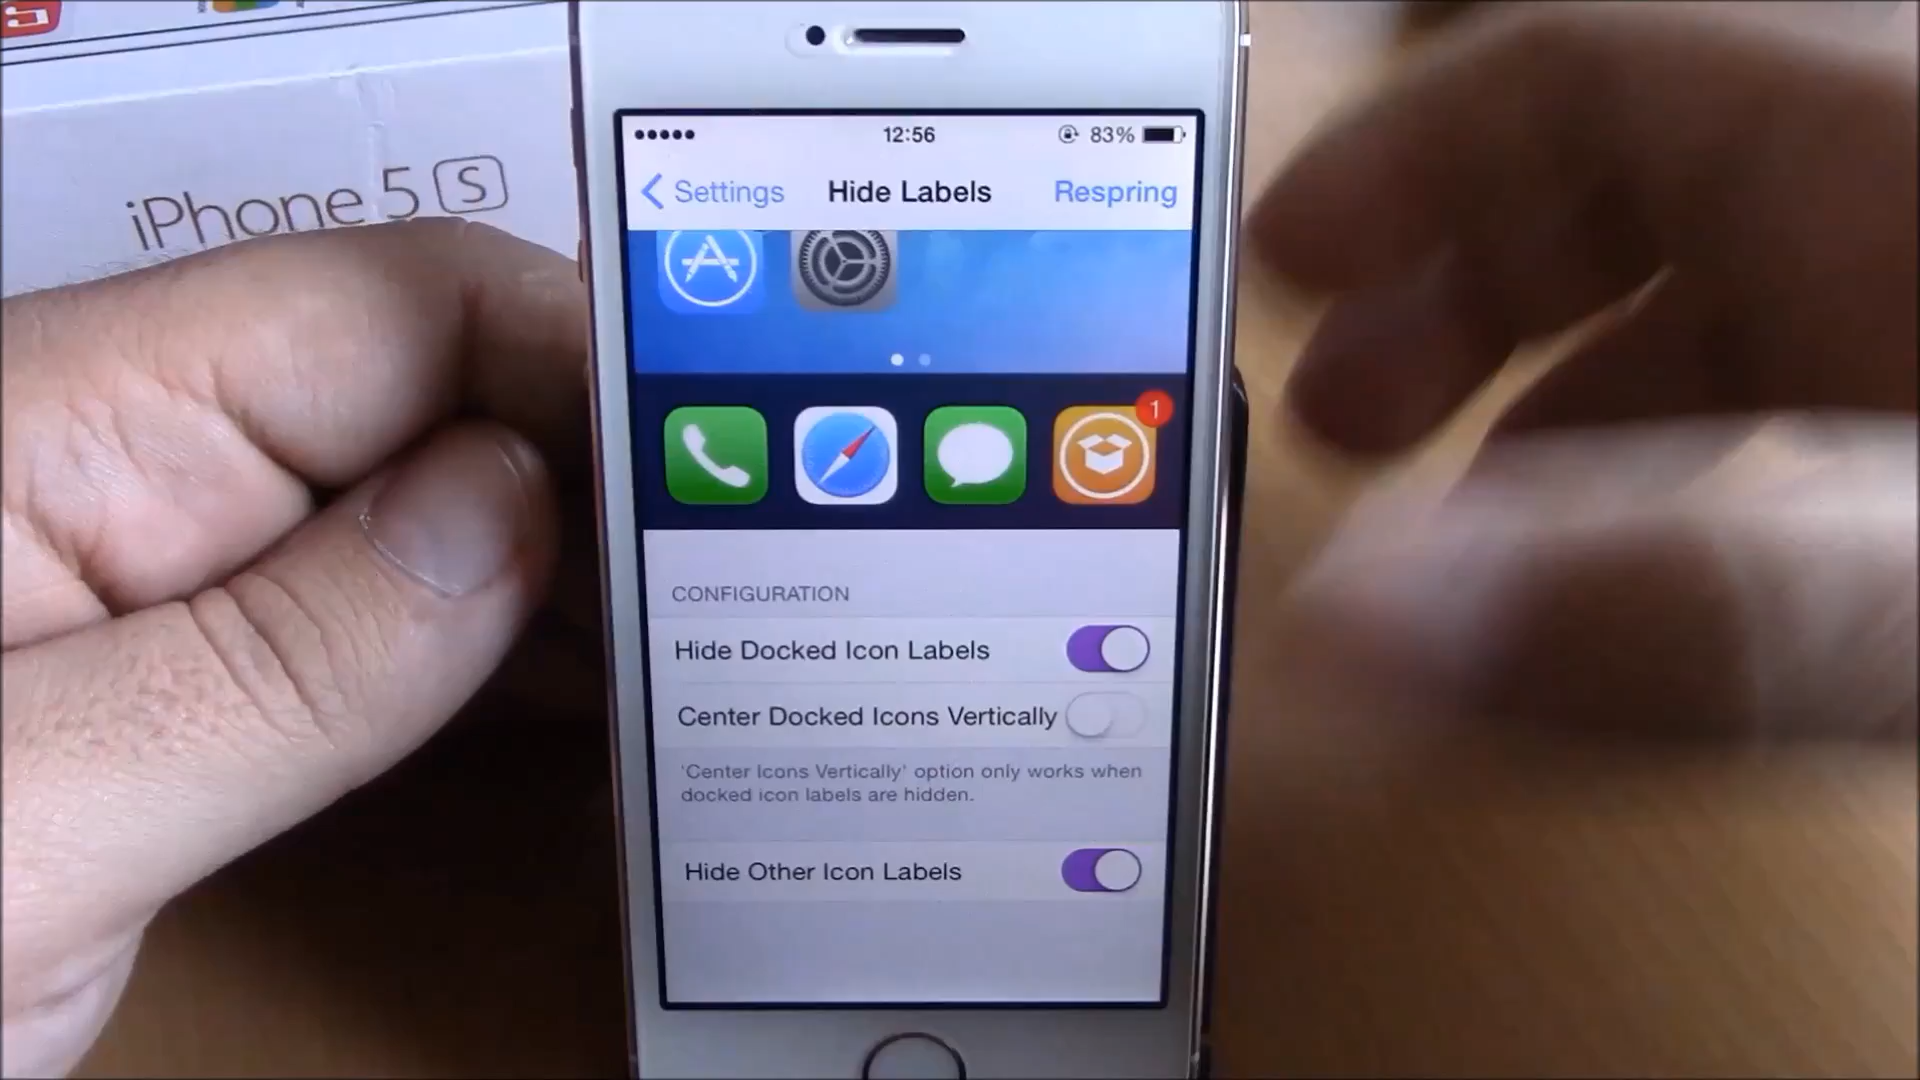 iPhone 5 S
12:56
83%
Settings
Hide Labels
Respring
1
CONFIGURATION
Hide Docked Icon Labels
Center Docked Icons Vertically
'Center Icons Vertically' option only works when
docked icon labels are hidden.
Hide Other Icon Labels